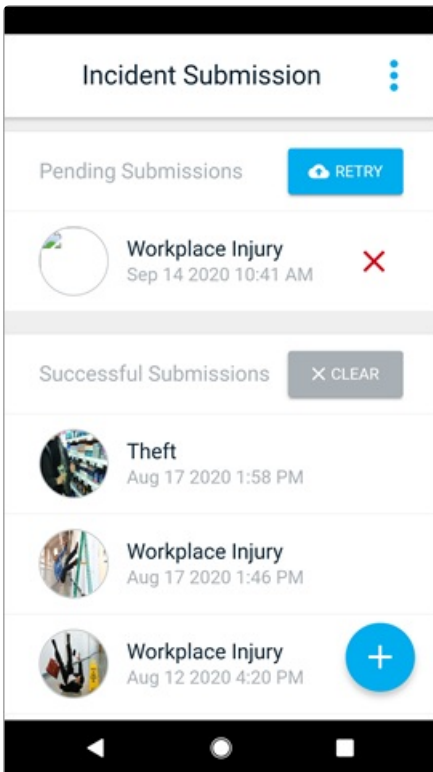 Incident Submission
Pending Submissions
RETRY
Workplace Injury
Sep 14 2020 10:41 AM
Successful Submissions
CLEAR
Theft
Aug 17 2020 1:58 PM
Workplace Injury
Aug 17 2020 1:46 PM
Workplace Injury
Aug 12 2020 4:20 PM